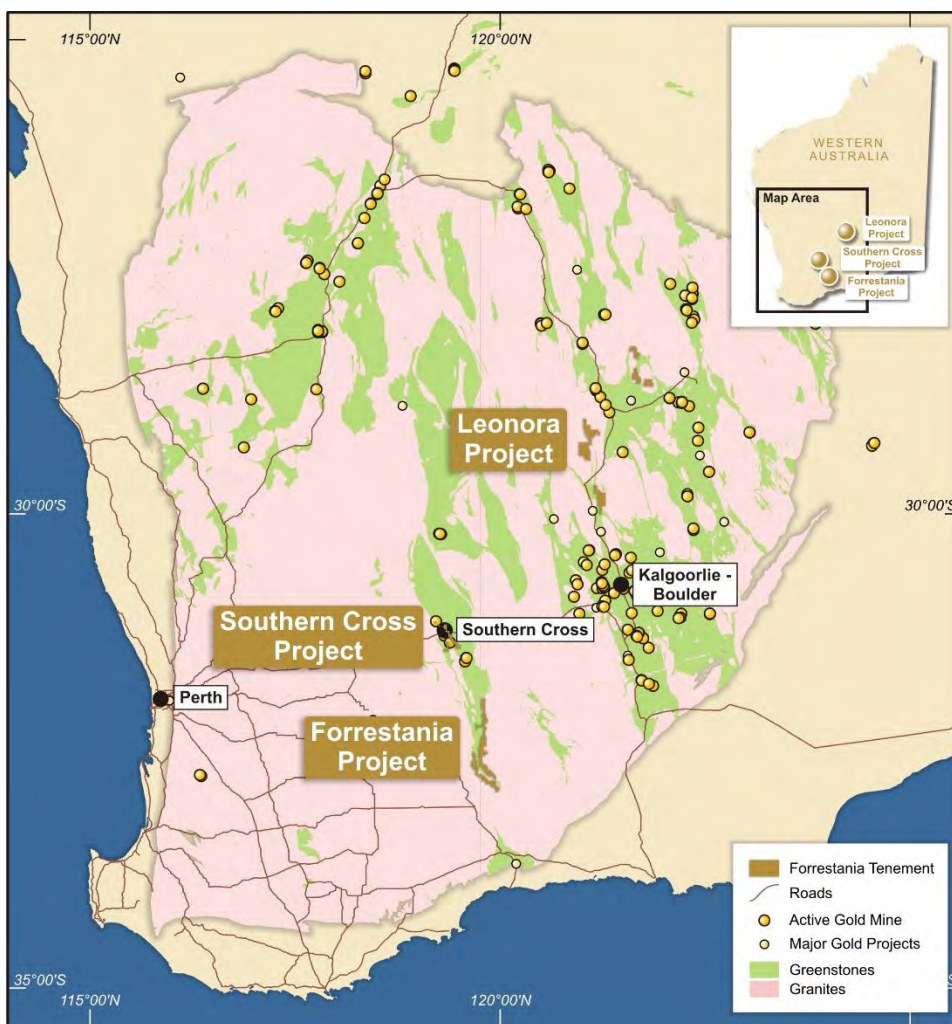 115°00'N
120°00'N
WESTERN
AUSTRALIA
Map Area
Leonora
Project
Southern Cross
Project
Forrestania
Project
Leonora
Project
30°00'S
30°00'S
Kalgoorlie -
Boulder
Southern Cross
Project
Southern Cross
Perth
Forrestania
Project
Forrestania Tenement
Roads
Active Gold Mine
Major Gold Projects
Greenstones
Granites
35°00'S
115°00'N
120°00'N